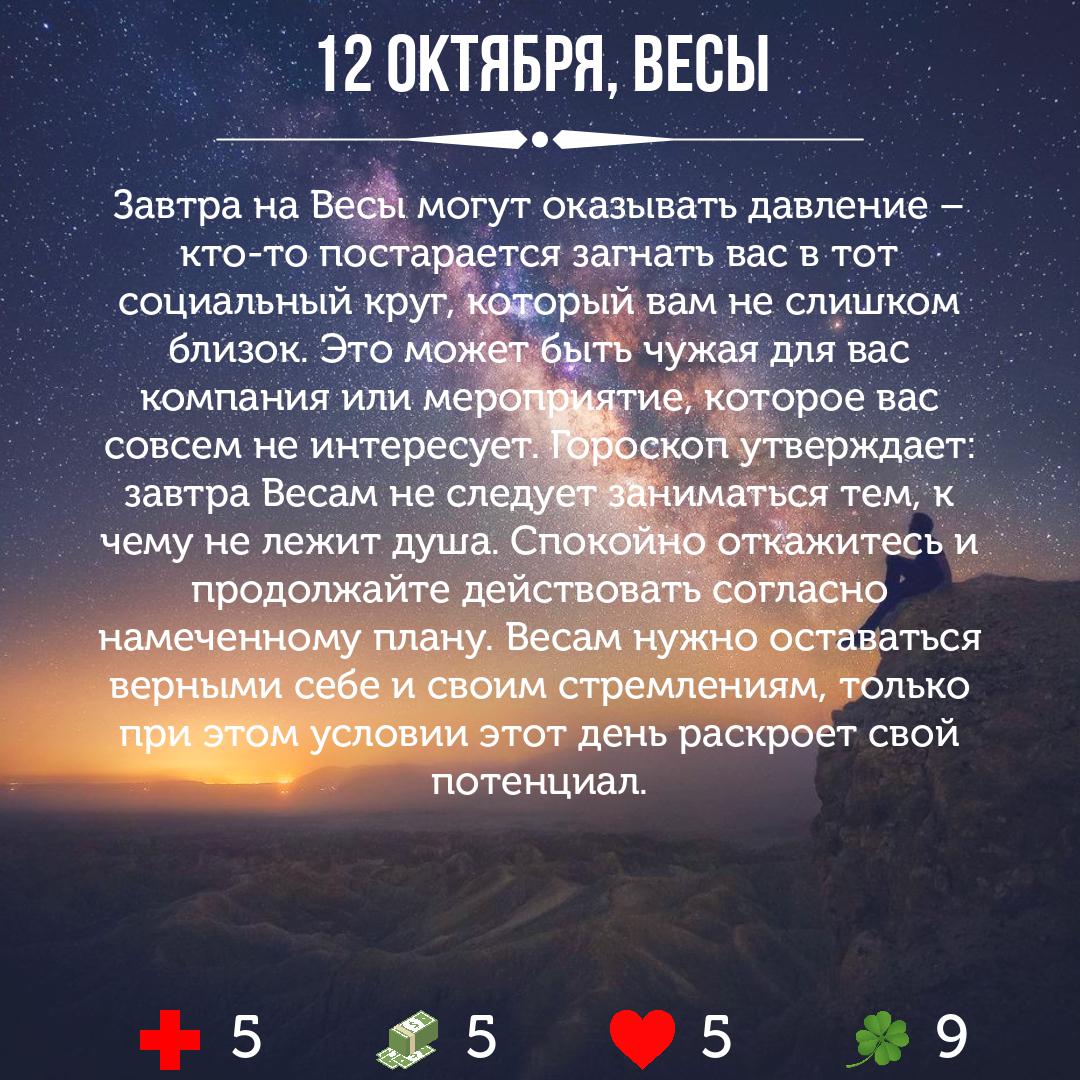 12 ОКТЯБРЯ, ВЕСЫ
Завтра на Весы могут оказывать давление –
кто-то постарается загнать вас в тот
социальный круг, который вам не слишком
близок. Это может быть чужая для вас
компания или мероприятие, которое вас
совсем не интересует. Гороскоп утверждает:
завтра Весам не следует заниматься тем, к
чему не лежит душа. Спокойно откажитесь и
продолжайте действовать согласно
намеченному плану. Весам нужно оставаться
верными себе и своим стремлениям, только
при этом условии этот день раскроет свой
потенциал.
5 5 5 9